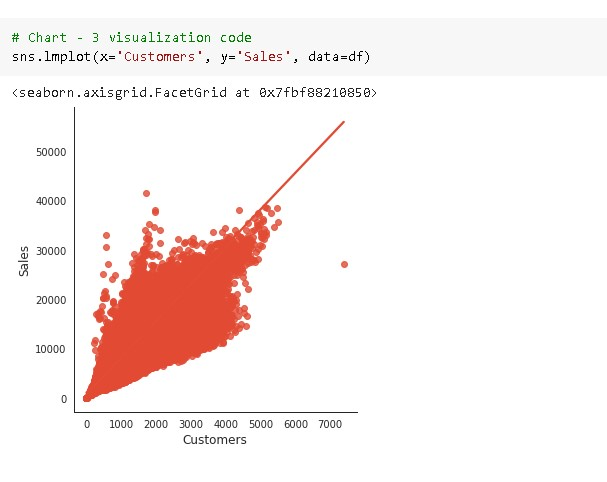 # Chart - 3 visualization code
sns.lmplot(x='Customers', y='Sales', data=df)
<seaborn.axisgrid.FacetGrid at 0x7fbf88210850>
50000
40000
30000
20000
10000
0
Sales
0 1000 2000 3000 4000 5000 6000 7000
Customers